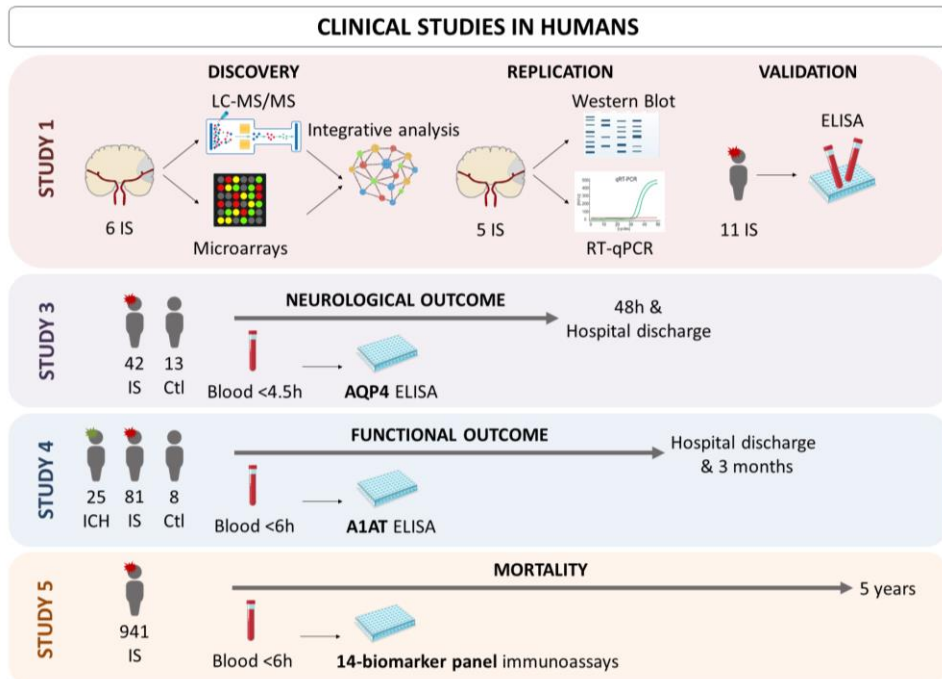 CLINICAL STUDIES IN HUMANS
STUDY 1
DISCOVERY
REPLICATION
VALIDATION
LC-MS/MS
Integrative analysis
Microarrays
6 IS
Western Blot
qRT-PCR
RT-qPCR
5 IS
ELISA
11 IS
STUDY 3
NEUROLOGICAL OUTCOME
48h &
Hospital discharge
42
IS
13
Ctl
Blood <4.5h
AQP4 ELISA
STUDY 4
FUNCTIONAL OUTCOME
Hospital discharge
& 3 months
25
ICH
81
IS
8
Ctl
Blood <6h
A1AT ELISA
STUDY 5
MORTALITY
5 years
941
IS
Blood <6h
14-biomarker panel immunoassays